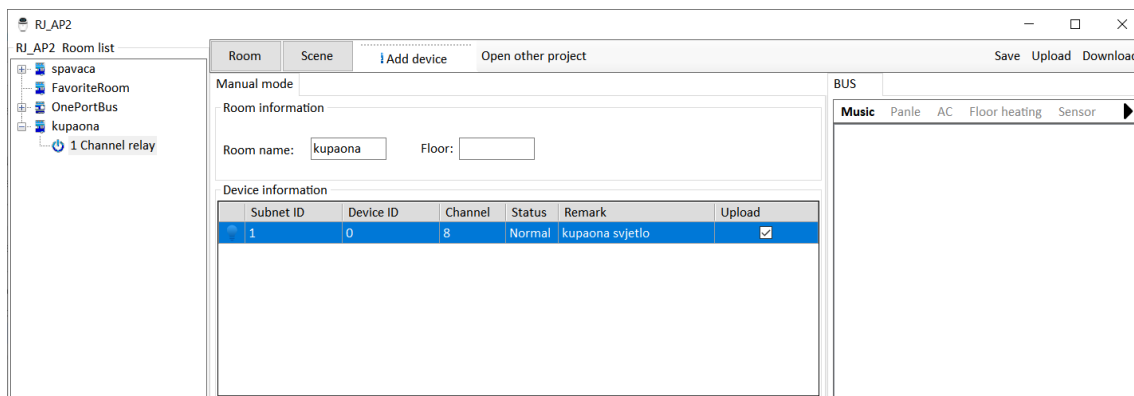 RJ_AP2
RJ_AP2 Room list
spavaca
FavoriteRoom
OnePortBus
kupaona
1 Channel relay
Room Scene Add device Open other project Save Upload Download
Manual mode
Room information
Room name: kupaona Floor:
Device information
Subnet ID Device ID Channel Status Remark Upload
1 0 8 Normal kupaona svjetlo
BUS
Music Panle AC Floor heating Sensor